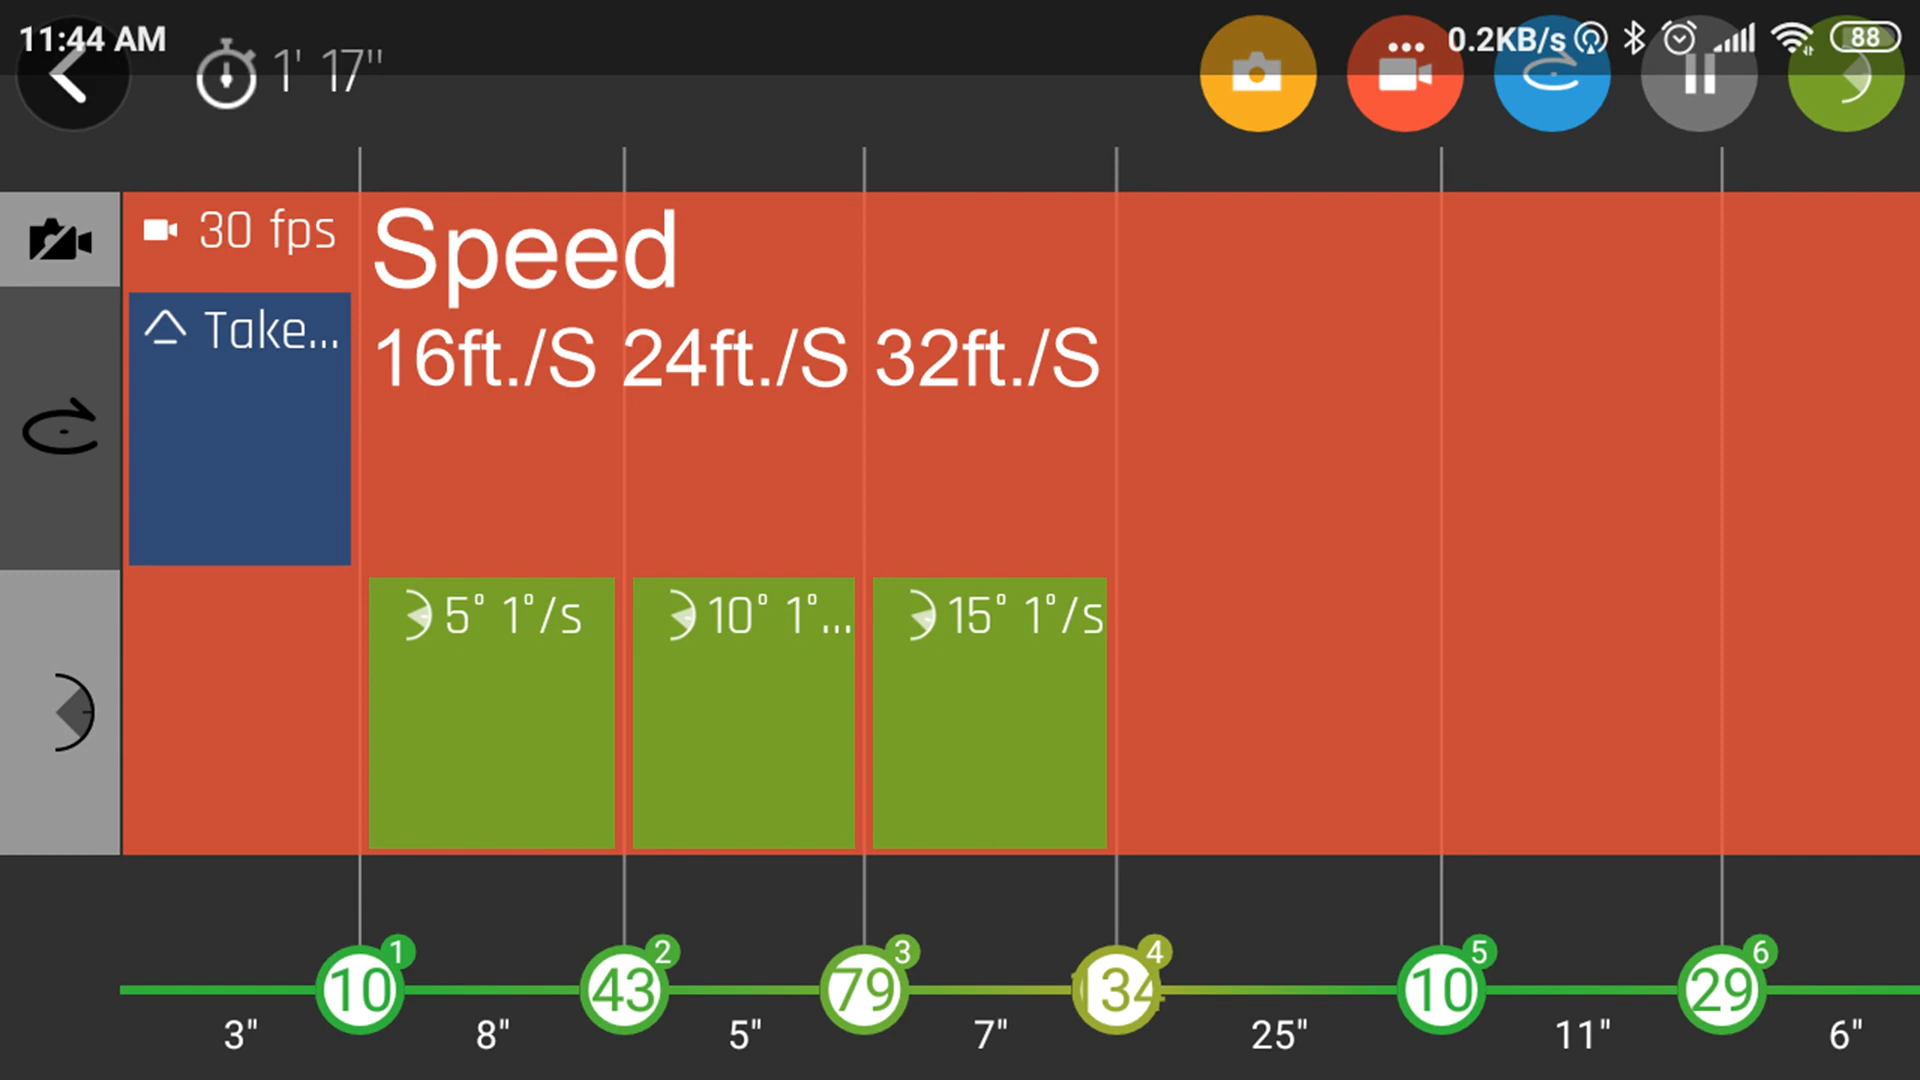 11:44 AM
0.2KB/s
88
1' 17"
30 fps
Speed
Take...
16ft./S 24ft./S 32ft./S
5° 1°/s
10° 1°...
15° 1°/s
1
2
3
4
5
6
10
43
79
134
10
29
3"
8"
5"
7"
25"
11"
6"